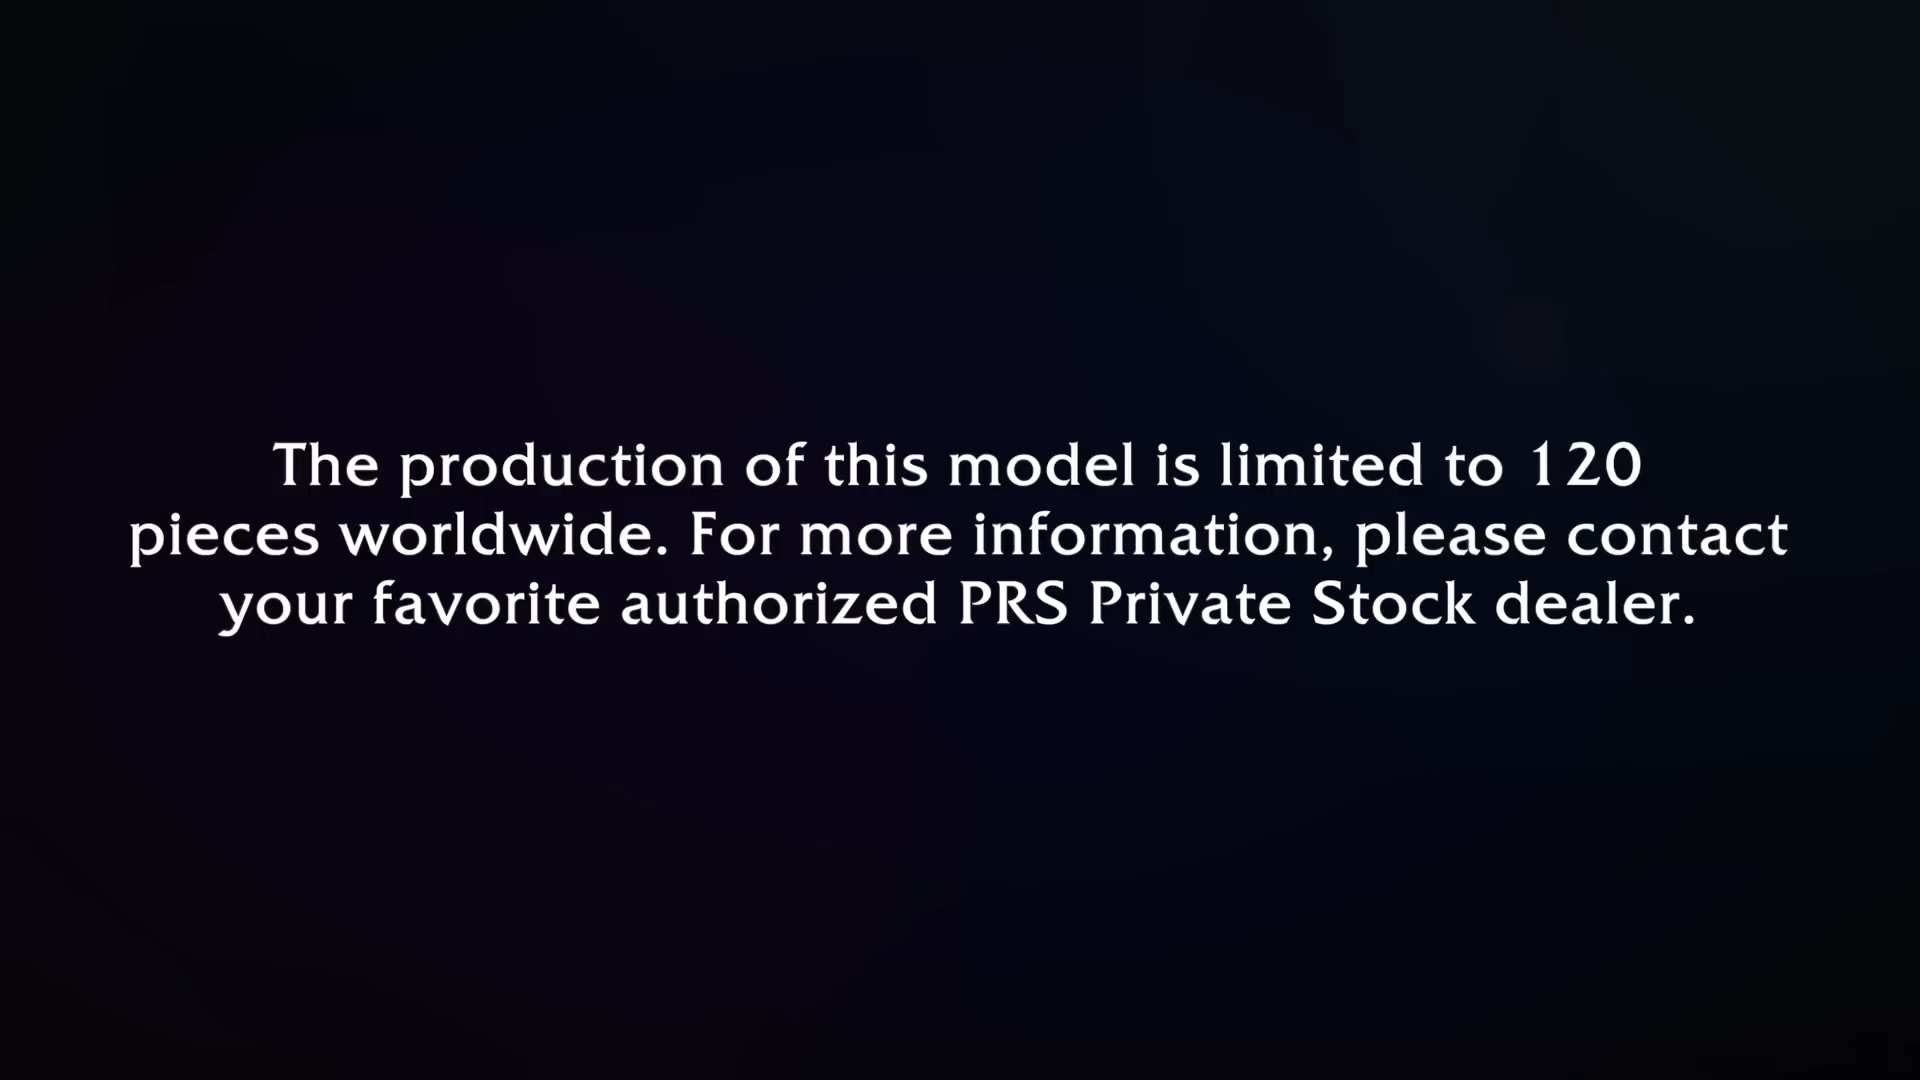 The production of this model is limited to 120
pieces worldwide. For more information, please contact
your favorite authorized PRS Private Stock dealer.